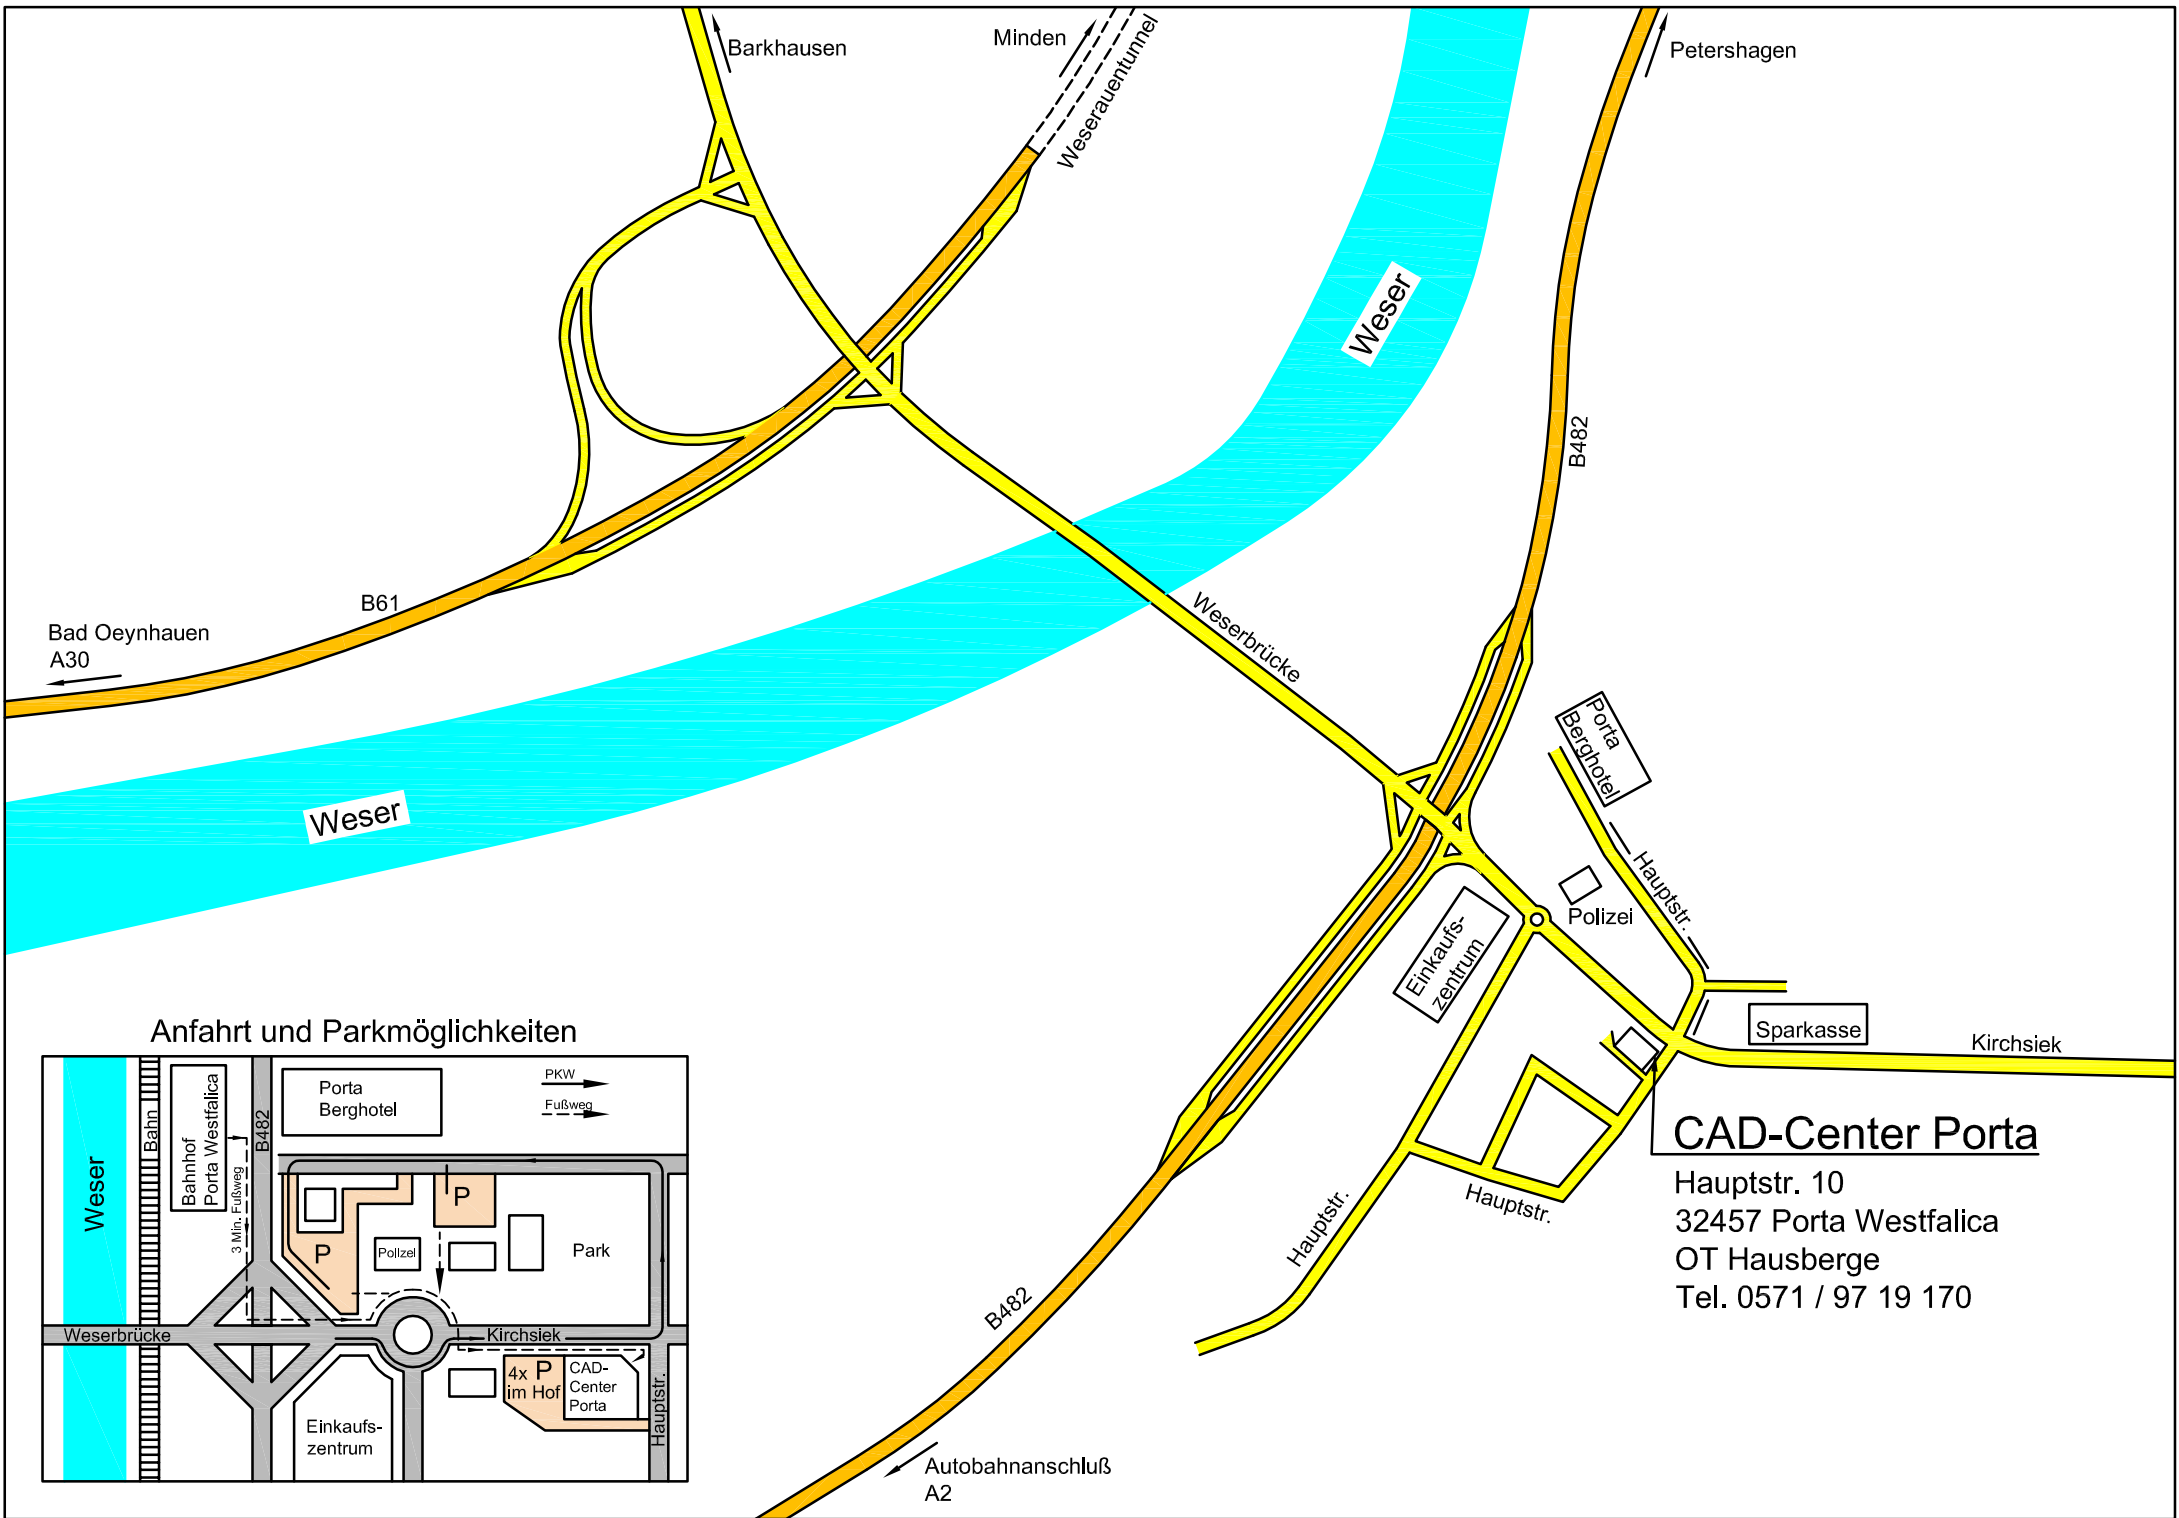 Barkhausen
Minden
Weserauentunnel
Petershagen
Weser
B482
B61
Bad Oeynhauen
A30
Weserbrücke
Weser
Porta
Berghotel
Hauptstr.
Polizei
Einkaufs-
zentrum
Sparkasse
Kirchsiek
CAD-Center Porta
Hauptstr. 10
32457 Porta Westfalica
OT Hausberge
Tel. 0571 / 97 19 170
Hauptstr.
Hauptstr.
B482
Autobahnanschluß
A2
Anfahrt und Parkmöglichkeiten
Weser
Bahn
Bahnhof
Porta Westfalica
3 Min. Fußweg
B482
Porta
Berghotel
PKW
Fußweg
P
P
Polizei
Park
Weserbrücke
Kirchsiek
4x P
im Hof
CAD-
Center
Porta
Hauptstr.
Einkaufs-
zentrum